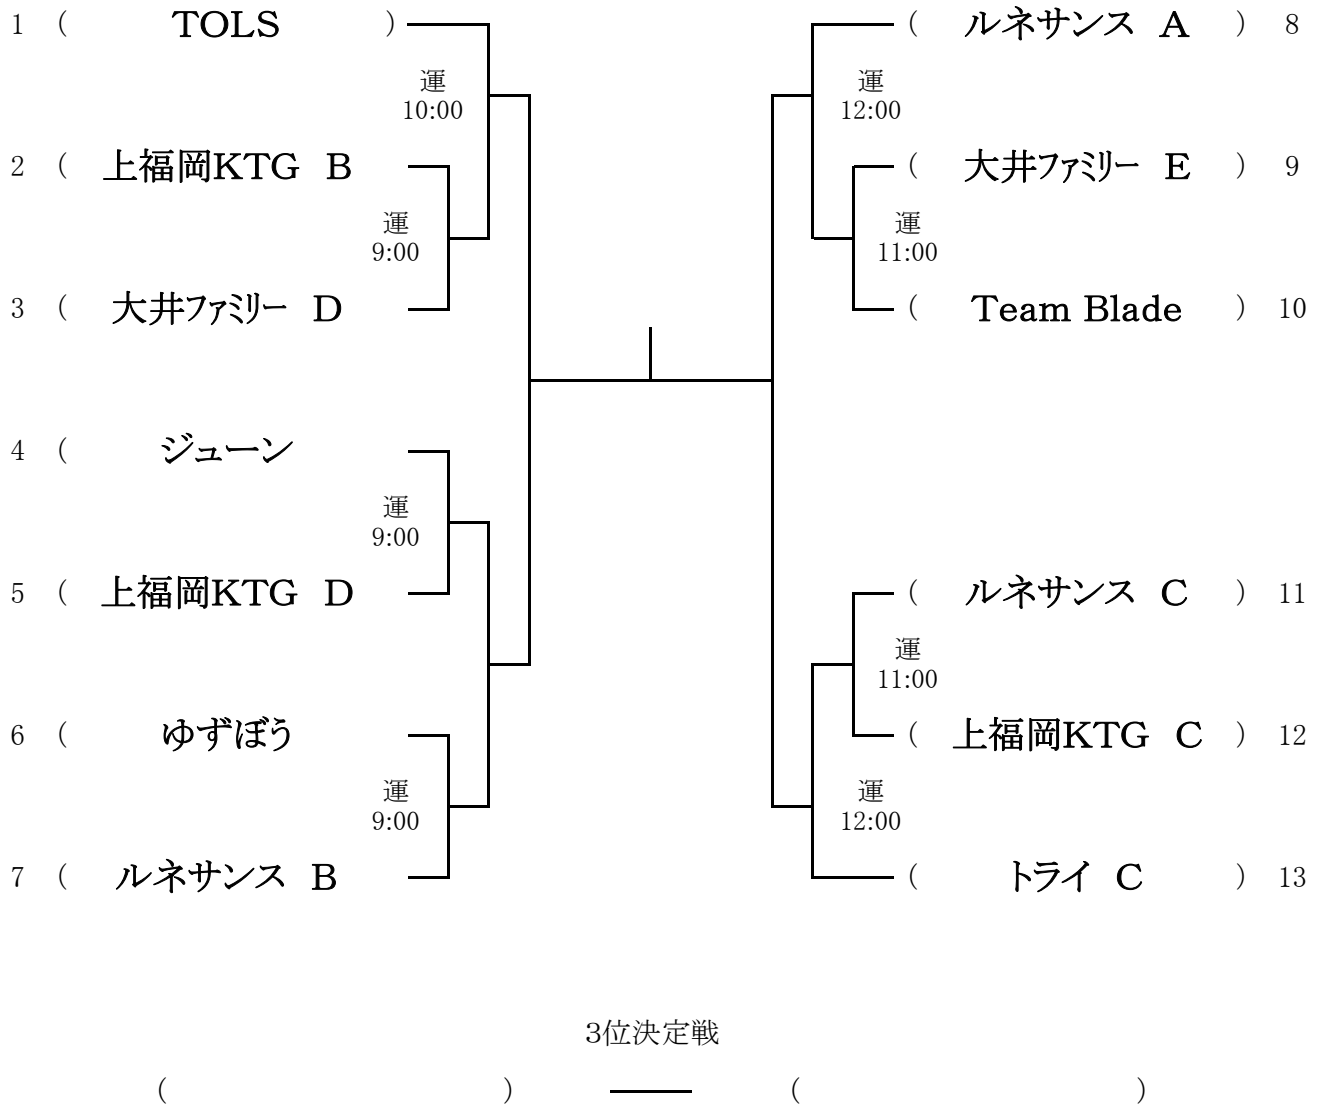 1 ( TOLS ) ( ルネサンス A ) 8
運 運
10:00 12:00
2 ( 上福岡KTG B ( 大井ファミリー E ) 9
運 運
9:00 11:00
3 ( 大井ファミリー D ( Team Blade ) 10
4 ( ジューン
運
9:00
5 ( 上福岡KTG D ( ルネサンス C ) 11
運
11:00
6 ( ゆずぼう ( 上福岡KTG C ) 12
運 運
9:00 12:00
7 ( ルネサンス B ( トライ C ) 13
3位決定戦
( ) ( )